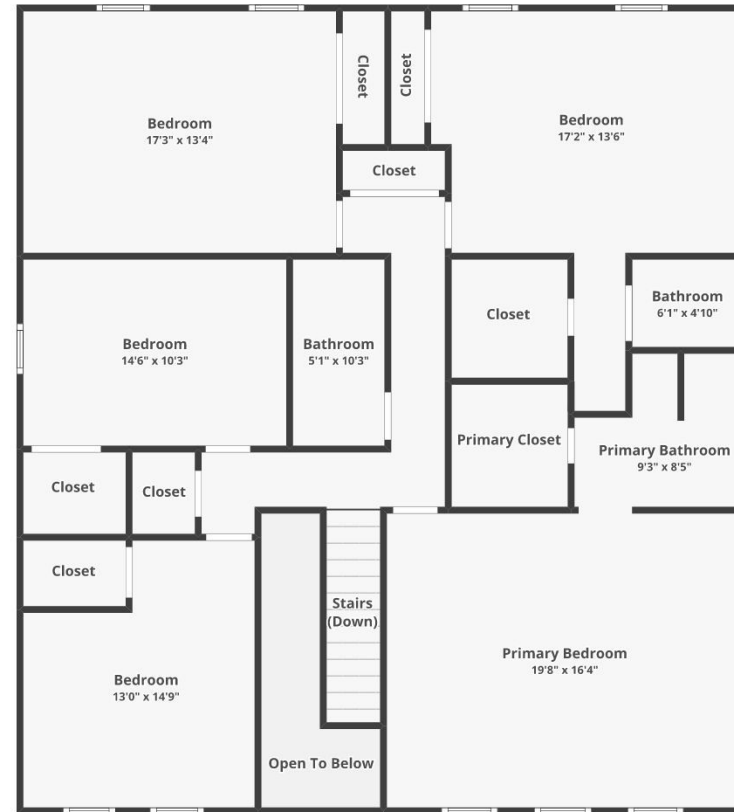 Closet
Closet
Bedroom
17'3" x 13'4"
Bedroom
17'2" x 13'6"
Closet
Closet
Bathroom
6'1" x 4'10"
Bedroom
14'6" x 10'3"
Bathroom
5'1" x 10'3"
Primary Closet
Primary Bathroom
9'3" x 8'5"
Closet
Closet
Closet
Stairs
(Down)
Primary Bedroom
19'8" x 16'4"
Bedroom
13'0" x 14'9"
Open To Below